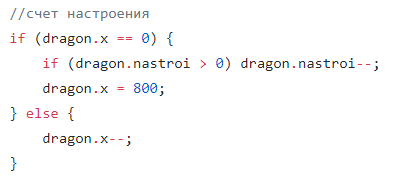 //счет настроения
if (dragon.x == 0) {
    if (dragon.nastroi > 0) dragon.nastroi--;
    dragon.x = 800;
} else {
    dragon.x--;
}